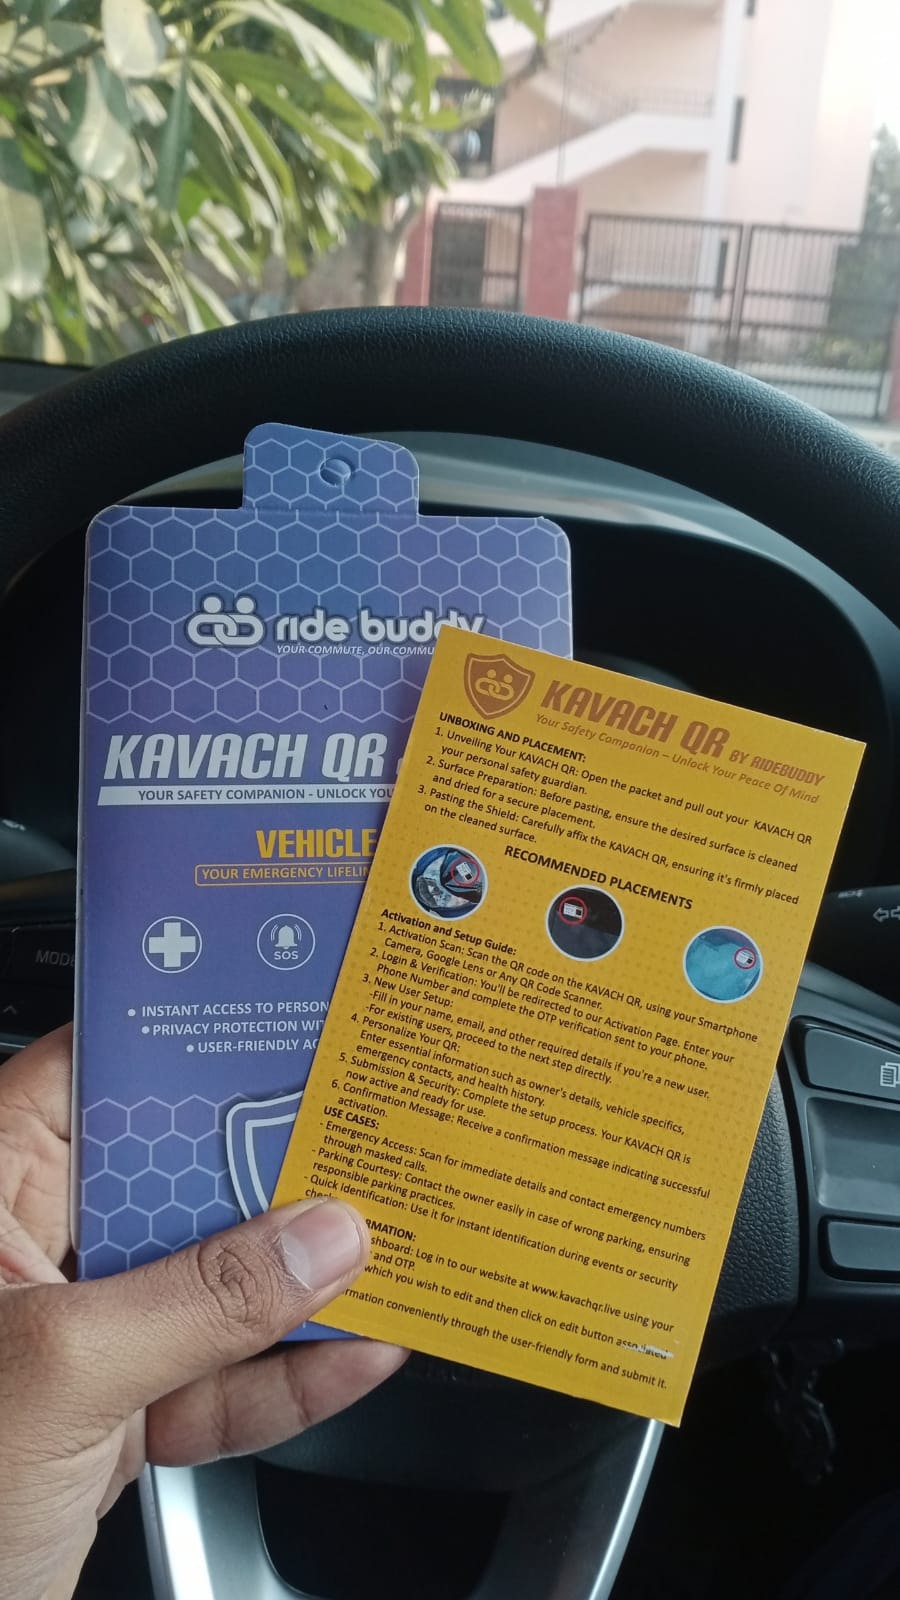 ride buddy
YOUR COMMUTE, OUR
KAVACH QR
YOUR SAFETY COMPANION - UNLOCK
VEHICLE
YOUR EMERGENCY
SOS
• INSTANT ACCESS TO
• PRIVACY PROTECTION
• USER-FRIENDLY
KAVACH QR BY RIDEBUDDY
Your Safety Companion – Unlock Your Peace Of Mind
UNBOXING AND PLACEMENT:
1. Unveiling Your KAVACH QR: Open the packet and pull out your KAVACH QR
your personal safety guardian.
2. Surface Preparation: Before pasting, ensure the desired surface is cleaned
and dried for a secure placement.
3. Pasting the Shield: Carefully affix the KAVACH QR, ensuring it's firmly placed
on the cleaned surface.
RECOMMENDED PLACEMENTS
Activation and Setup Guide:
1. Activation Scan: Scan the QR code on the KAVACH QR, using your Smartphone
Camera, Google Lens or Any QR Code Scanner.
2. Login & Verification: You'll be redirected to our Activation Page. Enter your
Phone Number and complete the OTP verification sent to your phone.
3. New User Setup:
-Fill in your name, email, and other required details if you're a new user.
-For existing users, proceed to the next step directly.
4. Personalize Your QR:
Enter essential information such as owner's details, vehicle specifics,
emergency contacts, and health history.
5. Submission & Security: Complete the setup process. Your KAVACH QR is
now active and ready for use.
6. Confirmation Message: Receive a confirmation message indicating successful
activation.
USE CASES:
- Emergency Access: Scan for immediate details and contact emergency numbers
through masked calls.
- Parking Courtesy: Contact the owner easily in case of wrong parking, ensuring
responsible parking practices.
- Quick Identification: Use it for instant identification during events or security
Log in to our website at www.kavachqr.live using your
and OTP.
which you wish to edit and then click on edit button associated
conveniently through the user-friendly form and submit it.